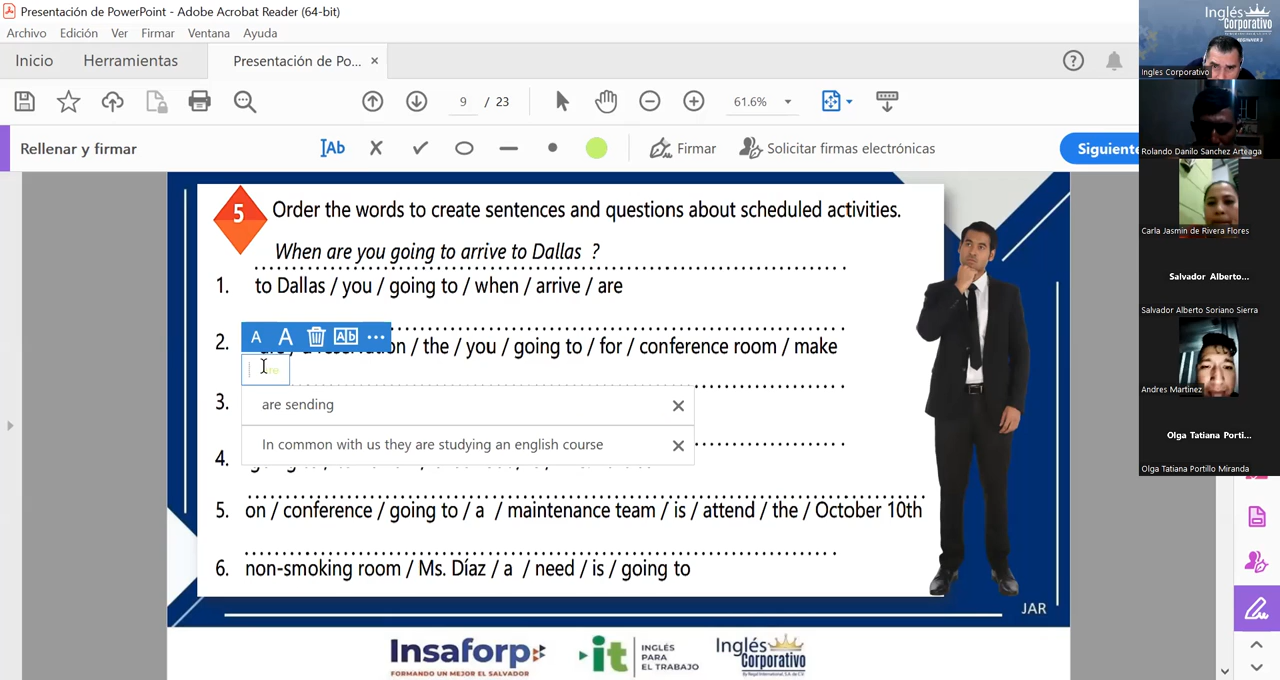 Presentación de PowerPoint - Adobe Acrobat Reader (64-bit)
Archivo Edición Ver Firmar Ventana Ayuda
Inicio Herramientas Presentación de Po... ×
9 / 23 61.6%
Rellenar y firmar Firmar Solicitar firmas electrónicas Siguiente
5 Order the words to create sentences and questions about scheduled activities.
When are you going to arrive to Dallas ?
1. to Dallas / you / going to / when / arrive / are
2. are / a reservation / the / you / going to / for / conference room / make
are sending
3.
In common with us they are studying an english course
4.
5. on / conference / going to / a / maintenance team / is / attend / the / October 10th
6. non-smoking room / Ms. Díaz / a / need / is / going to
JAR
Insaforp
FORMANDO UN MEJOR EL SALVADOR
it INGLÉS PARA EL TRABAJO
Inglés Corporativo
Inglés Corporativo
Ingles Corporativo
Rolando Danilo Sanchez Arteaga
Carla Jasmin de Rivera Flores
Salvador Alberto...
Salvador Alberto Soriano Sierra
Andres Martinez
Olga Tatiana Porti...
Olga Tatiana Portillo Miranda